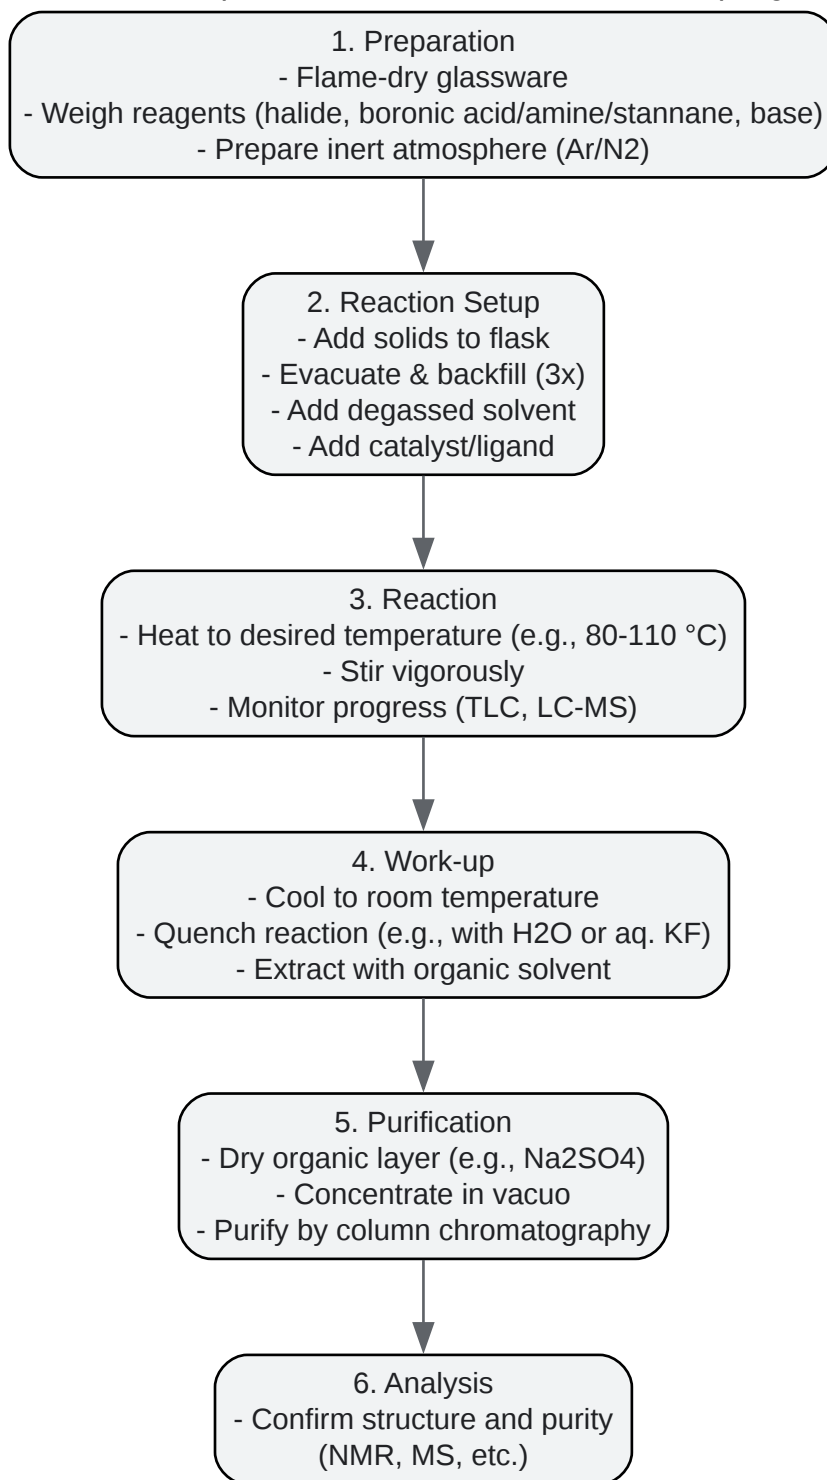 1. Preparation
- Flame-dry glassware
- Weigh reagents (halide, boronic acid/amine/stannane, base)
- Prepare inert atmosphere (Ar/N2)
2. Reaction Setup
- Add solids to flask
- Evacuate & backfill (3x)
- Add degassed solvent
- Add catalyst/ligand
3. Reaction
- Heat to desired temperature (e.g., 80-110 °C)
- Stir vigorously
- Monitor progress (TLC, LC-MS)
4. Work-up
- Cool to room temperature
- Quench reaction (e.g., with H2O or aq. KF)
- Extract with organic solvent
5. Purification
- Dry organic layer (e.g., Na2SO4)
- Concentrate in vacuo
- Purify by column chromatography
6. Analysis
- Confirm structure and purity
(NMR, MS, etc.)